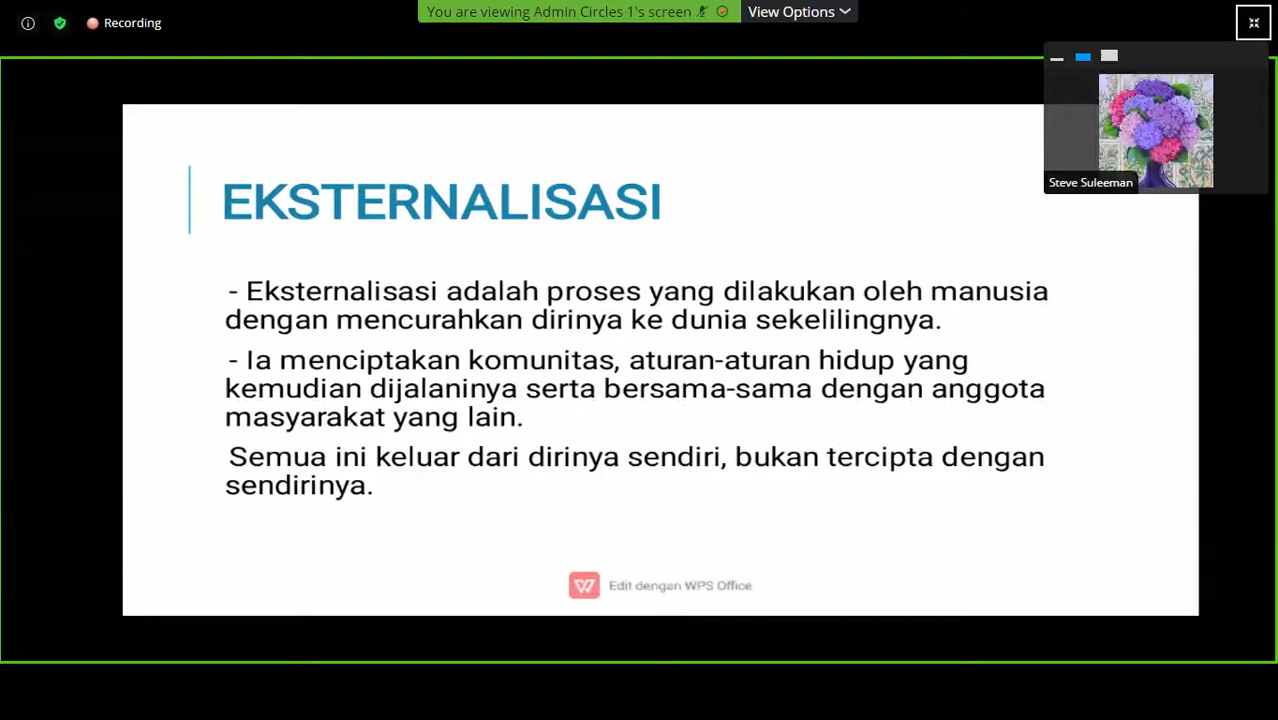 Recording
You are viewing Admin Circles 1's screen
View Options
Steve Suleeman
EKSTERNALISASI
- Eksternalisasi adalah proses yang dilakukan oleh manusia
dengan mencurahkan dirinya ke dunia sekelilingnya.
- Ia menciptakan komunitas, aturan-aturan hidup yang
kemudian dijalaninya serta bersama-sama dengan anggota
masyarakat yang lain.
Semua ini keluar dari dirinya sendiri, bukan tercipta dengan
sendirinya.
Edit dengan WPS Office